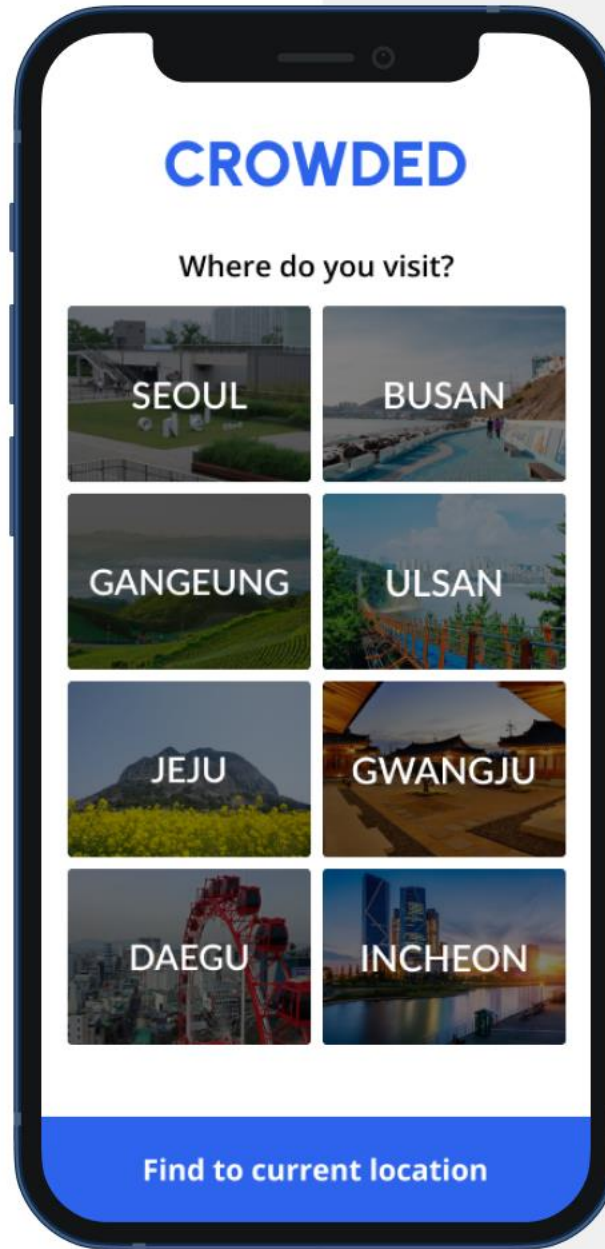 CROWDED
Where do you visit?
SEOUL
BUSAN
GANGEUNG
ULSAN
JEJU
GWANGJU
DAEGU
INCHEON
Find to current location